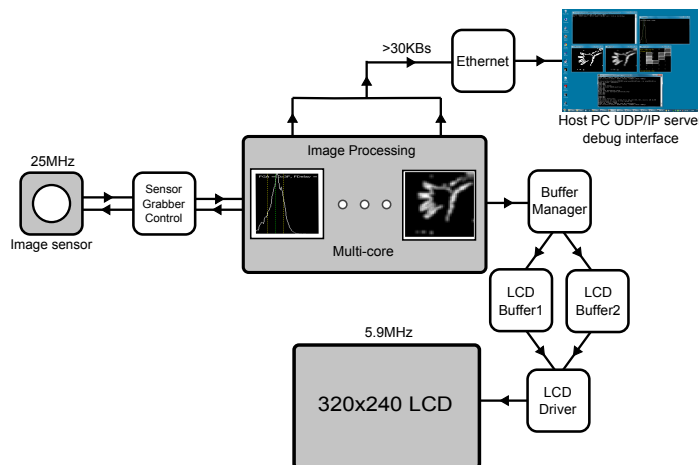 >30KBs
Ethernet
Host PC UDP/IP server
debug interface
25MHz
Image sensor
Sensor
Grabber
Control
Image Processing
Multi-core
Buffer
Manager
LCD
Buffer1
LCD
Buffer2
5.9MHz
320x240 LCD
LCD
Driver